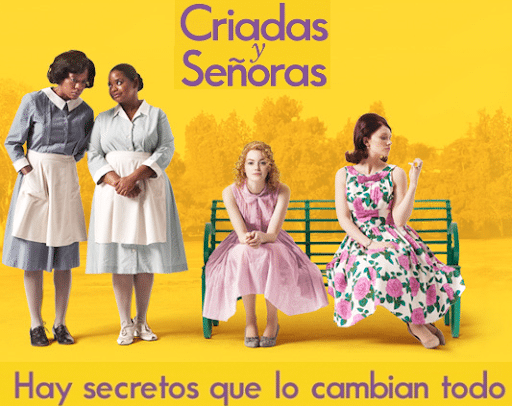 Criadas
y
Señoras
Hay secretos que lo cambian todo